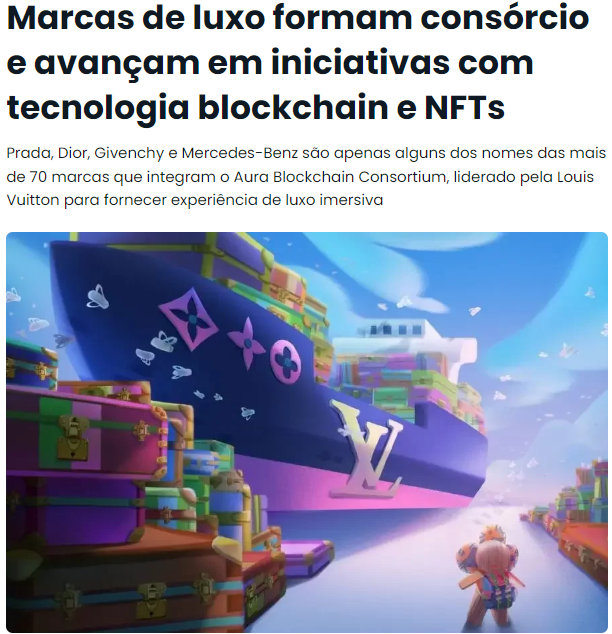 Marcas de luxo formam consórcio
e avançam em iniciativas com
tecnologia blockchain e NFTs
Prada, Dior, Givenchy e Mercedes-Benz são apenas alguns dos nomes das mais
de 70 marcas que integram o Aura Blockchain Consortium, liderado pela Louis
Vuitton para fornecer experiência de luxo imersiva
LV